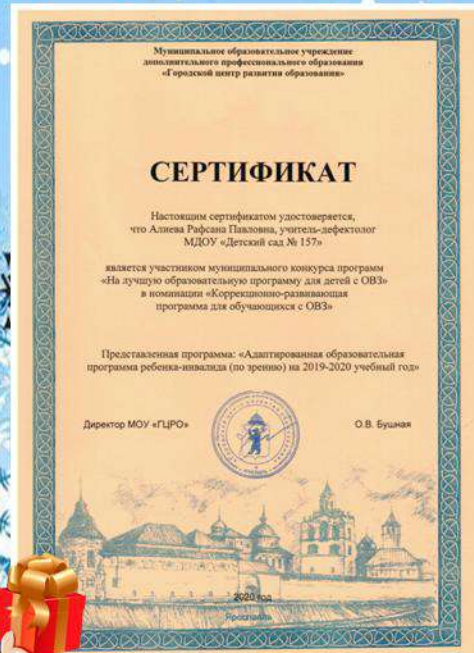 Муниципальное образовательное учреждение
дополнительного профессионального образования
«Городской центр развития образования»
СЕРТИФИКАТ
Настоящим сертификатом удостоверяется,
что Алиева Рафсана Павловна, учитель-дефектолог
МДОУ «Детский сад № 157»
является участником муниципального конкурса программ
«На лучшую образовательную программу для детей с ОВЗ»
в номинации «Коррекционно-развивающая
программа для обучающихся с ОВЗ»
Представленная программа: «Адаптированная образовательная
программа ребенка-инвалида (по зрению) на 2019-2020 учебный год»
Директор МОУ «ГЦРО»
О.В. Бушная
2020 год
Ярославль